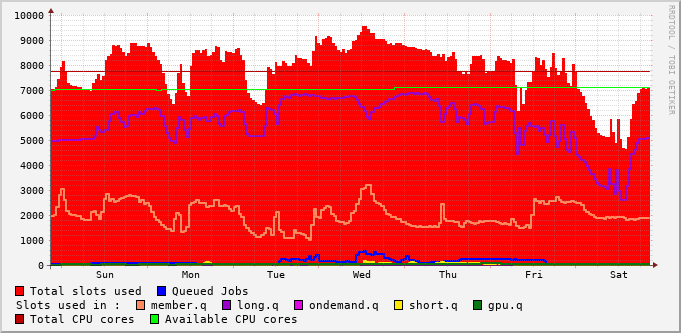 10000
9000
8000
7000
6000
5000
4000
3000
2000
1000
0
Sun Mon Tue Wed Thu Fri Sat
RRDTOOL / TOBI OETIKER
Total slots used Queued Jobs
Slots used in : member.q long.q ondemand.q short.q gpu.q
Total CPU cores Available CPU cores